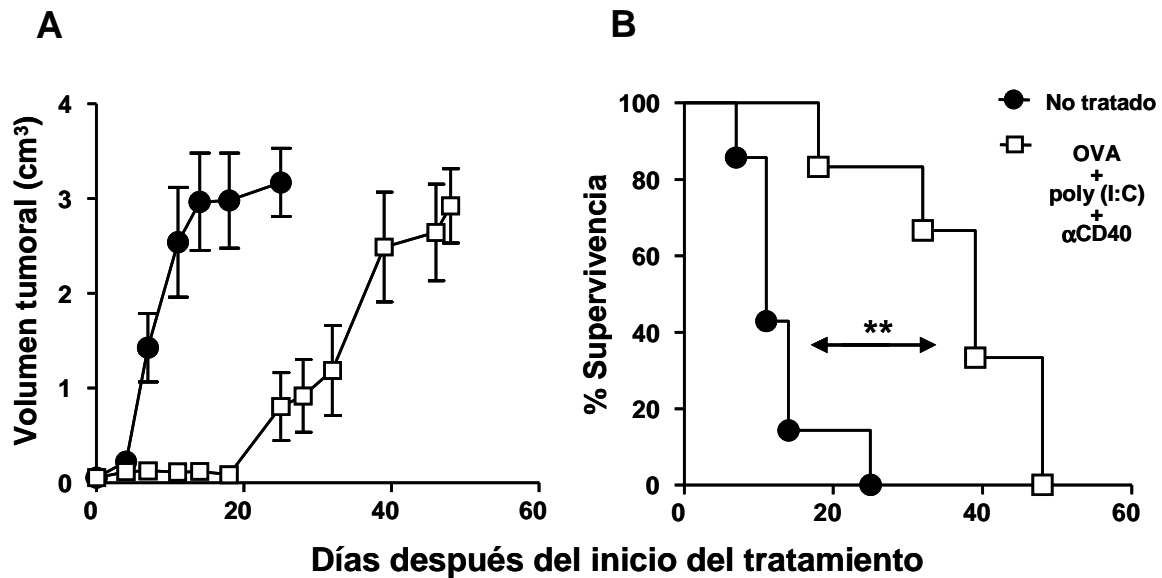 A
B
Volumen tumoral (cm³)
4
3
2
1
0
0
20
40
60
% Supervivencia
100
80
60
40
20
0
0
20
40
60
**
No tratado
OVA
+
poly (I:C)
+
αCD40
Días después del inicio del tratamiento